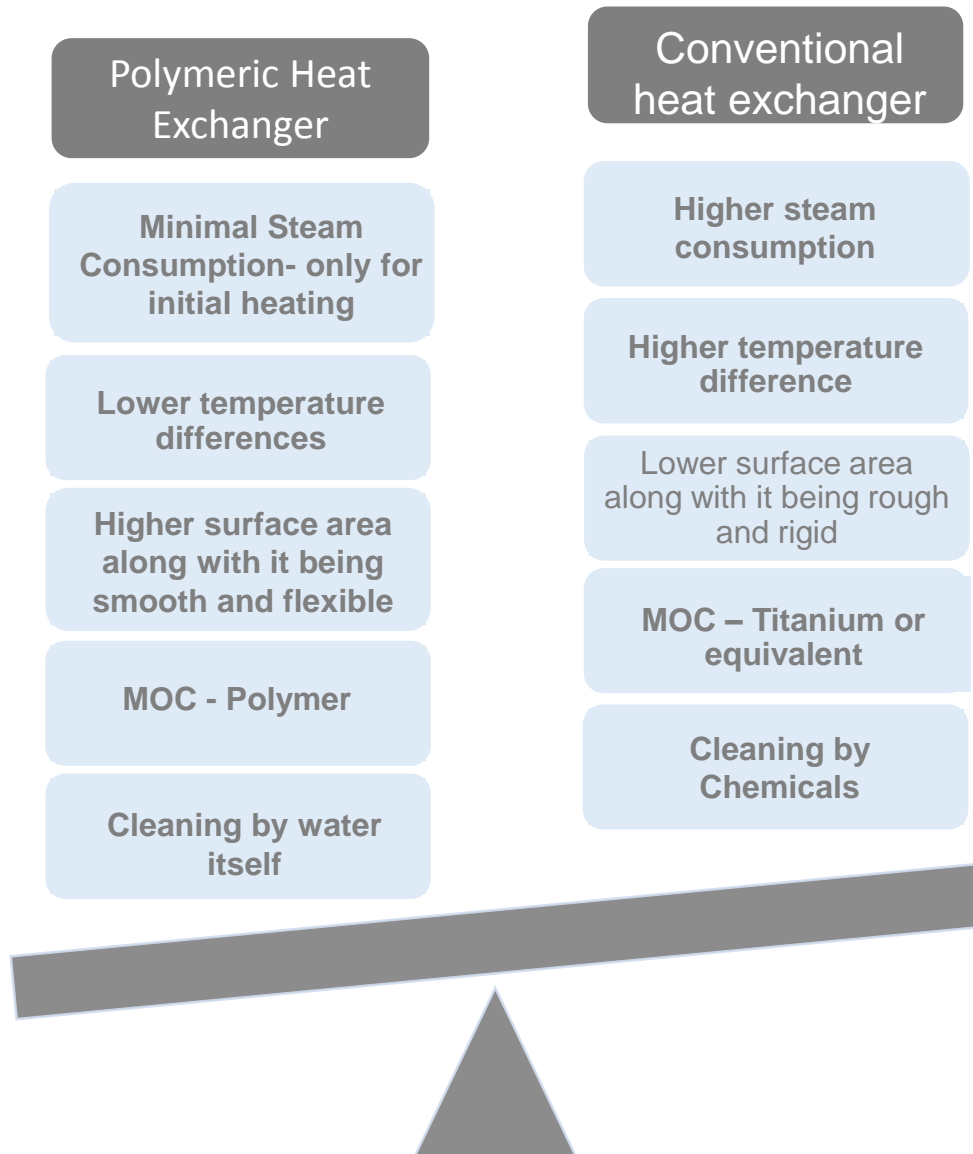 Polymeric Heat
Exchanger
Minimal Steam
Consumption- only for
initial heating
Lower temperature
differences
Higher surface area
along with it being
smooth and flexible
MOC - Polymer
Cleaning by water
itself
Conventional
heat exchanger
Higher steam
consumption
Higher temperature
difference
Lower surface area
along with it being rough
and rigid
MOC – Titanium or
equivalent
Cleaning by
Chemicals